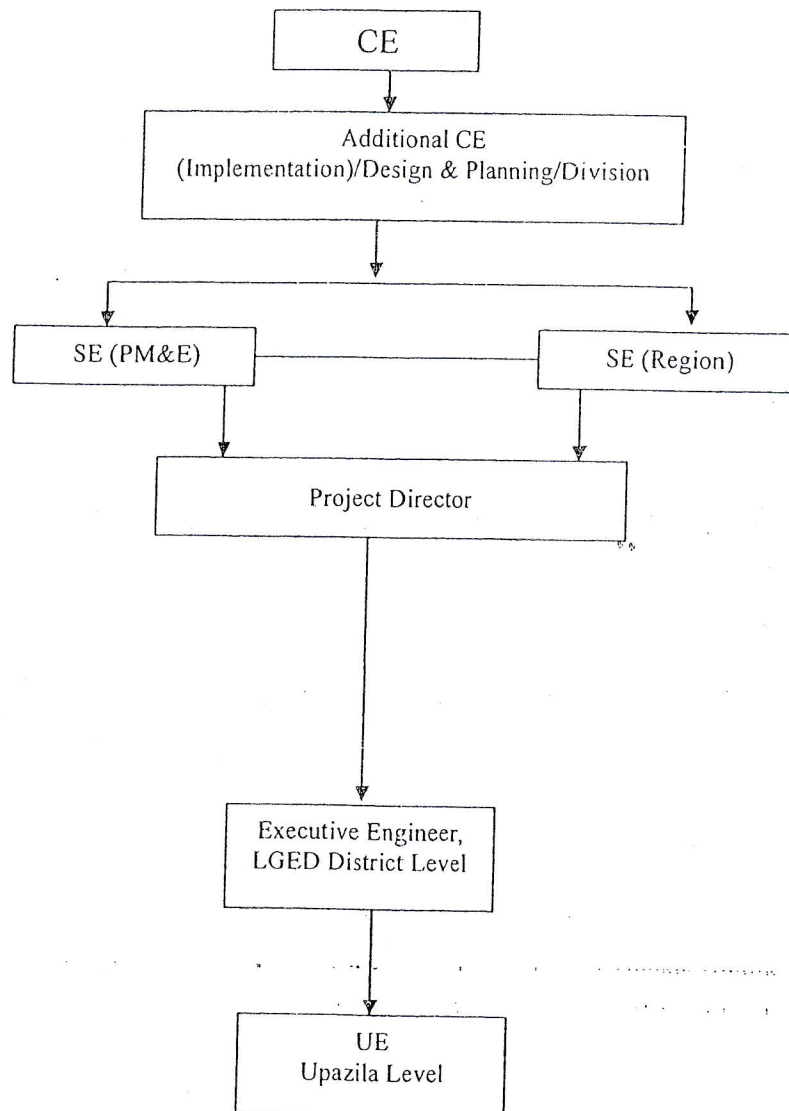 CE
Additional CE
(Implementation)/Design & Planning/Division
SE (PM&E)
SE (Region)
Project Director
Executive Engineer,
LGED District Level
UE
Upazila Level